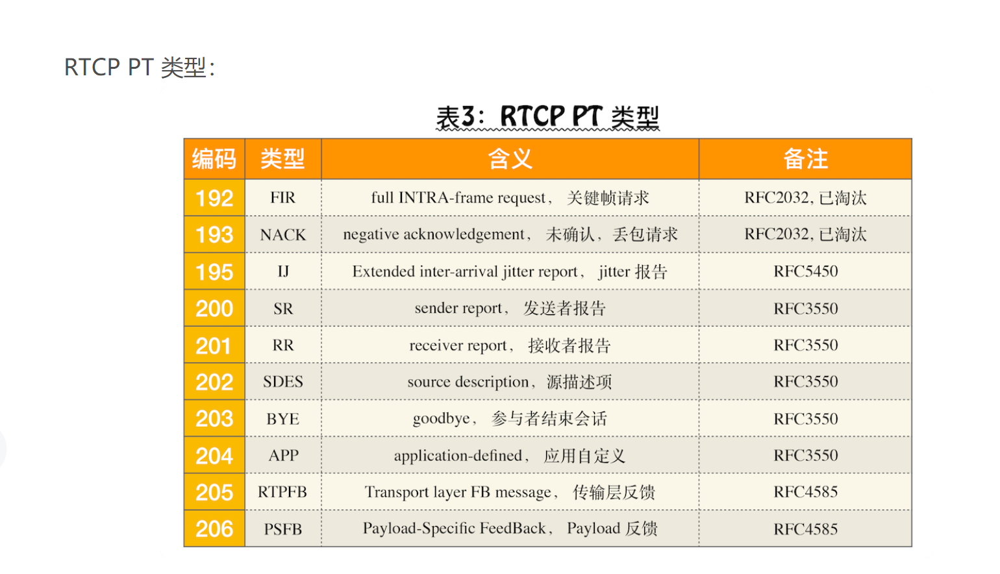 RTCP PT 类型：
表3：RTCP PT 类型
编码 类型 含义 备注
192 FIR full INTRA-frame request， 关键帧请求 RFC2032, 已淘汰
193 NACK negative acknowledgement， 未确认，丢包请求 RFC2032, 已淘汰
195 IJ Extended inter-arrival jitter report， jitter 报告 RFC5450
200 SR sender report， 发送者报告 RFC3550
201 RR receiver report， 接收者报告 RFC3550
202 SDES source description，源描述项 RFC3550
203 BYE goodbye， 参与者结束会话 RFC3550
204 APP application-defined， 应用自定义 RFC3550
205 RTPFB Transport layer FB message， 传输层反馈 RFC4585
206 PSFB Payload-Specific FeedBack， Payload 反馈 RFC4585